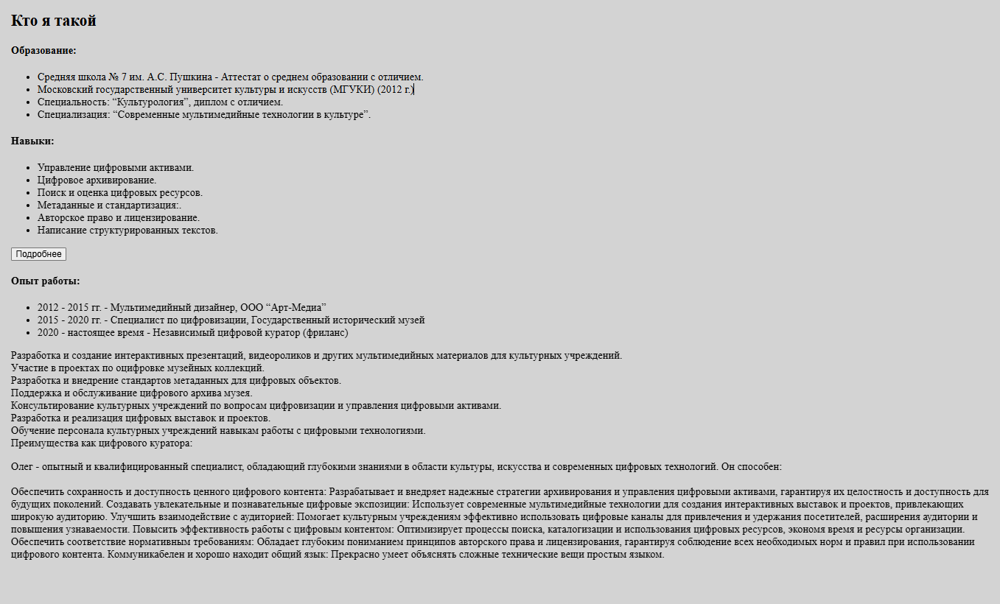 Кто я такой
Образование:
• Средняя школа № 7 им. А.С. Пушкина - Аттестат о среднем образовании с отличием.
• Московский государственный университет культуры и искусств (МГУКИ) (2012 г.)
• Специальность: “Культурология”, диплом с отличием.
• Специализация: “Современные мультимедийные технологии в культуре”.
Навыки:
• Управление цифровыми активами.
• Цифровое архивирование.
• Поиск и оценка цифровых ресурсов.
• Метаданные и стандартизация:.
• Авторское право и лицензирование.
• Написание структурированных текстов.
Подробнее
Опыт работы:
• 2012 - 2015 гг. - Мультимедийный дизайнер, ООО “Арт-Медиа”
• 2015 - 2020 гг. - Специалист по цифровизации, Государственный исторический музей
• 2020 - настоящее время - Независимый цифровой куратор (фриланс)
Разработка и создание интерактивных презентаций, видеороликов и других мультимедийных материалов для культурных учреждений.
Участие в проектах по оцифровке музейных коллекций.
Разработка и внедрение стандартов метаданных для цифровых объектов.
Поддержка и обслуживание цифрового архива музея.
Консультирование культурных учреждений по вопросам цифровизации и управления цифровыми активами.
Разработка и реализация цифровых выставок и проектов.
Обучение персонала культурных учреждений навыкам работы с цифровыми технологиями.
Преимущества как цифрового куратора:
Олег - опытный и квалифицированный специалист, обладающий глубокими знаниями в области культуры, искусства и современных цифровых технологий. Он способен:
Обеспечить сохранность и доступность ценного цифрового контента: Разрабатывает и внедряет надежные стратегии архивирования и управления цифровыми активами, гарантируя их целостность и доступность для
будущих поколений. Создавать увлекательные и познавательные цифровые экспозиции: Использует современные мультимедийные технологии для создания интерактивных выставок и проектов, привлекающих
широкую аудиторию. Улучшить взаимодействие с аудиторией: Помогает культурным учреждениям эффективно использовать цифровые каналы для привлечения и удержания посетителей, расширения аудитории и
повышения узнаваемости. Повысить эффективность работы с цифровым контентом: Оптимизирует процессы поиска, каталогизации и использования цифровых ресурсов, экономя время и ресурсы организации.
Обеспечить соответствие нормативным требованиям: Обладает глубоким пониманием принципов авторского права и лицензирования, гарантируя соблюдение всех необходимых норм и правил при использовании
цифрового контента. Коммуникабелен и хорошо находит общий язык: Прекрасно умеет объяснять сложные технические вещи простым языком.